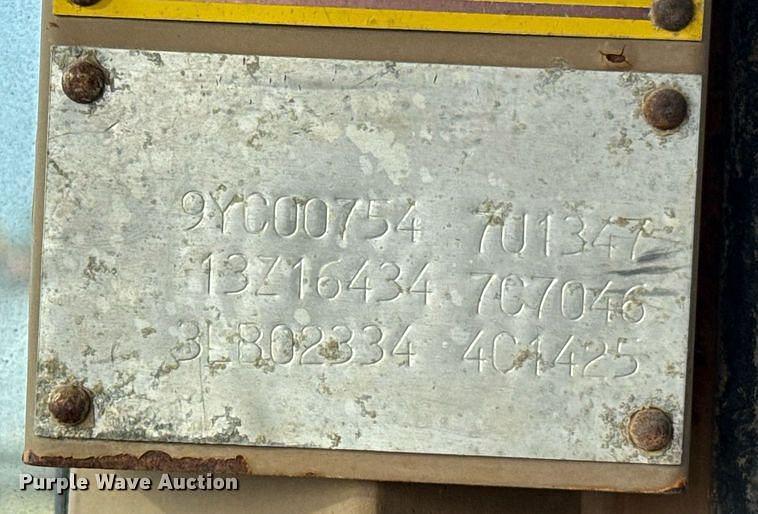 9YC00754 7U1347
13Z16434 7C7046
3LB02334 4C1425
Purple Wave Auction